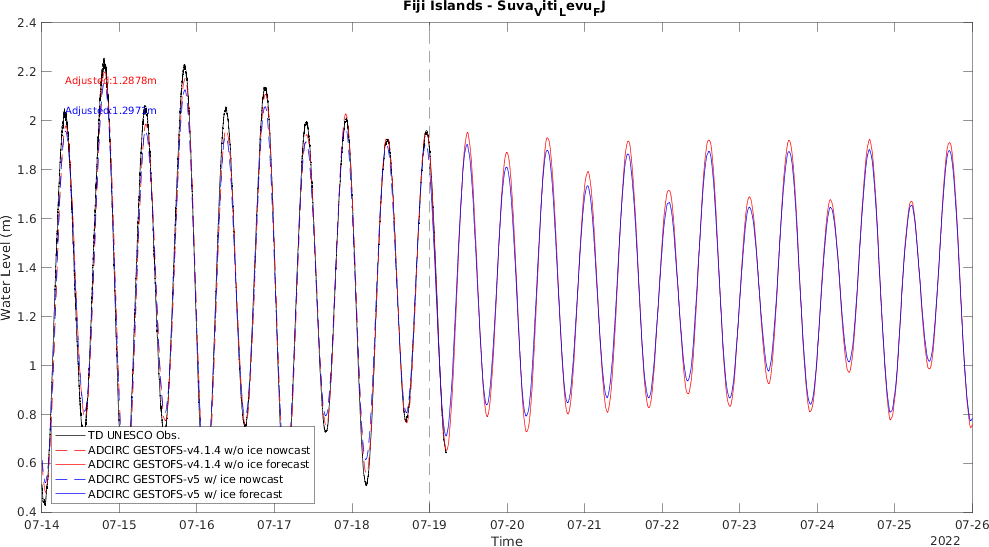 Fiji Islands - SuvaVitiLevuFJ
2.4
2.2
2
1.8
1.6
1.4
1.2
1
0.8
0.6
0.4
Water Level (m)
Adjusted:1.2878m
Adjusted:1.2973m
TD UNESCO Obs.
ADCIRC GESTOFS-v4.1.4 w/o ice nowcast
ADCIRC GESTOFS-v4.1.4 w/o ice forecast
ADCIRC GESTOFS-v5 w/ ice nowcast
ADCIRC GESTOFS-v5 w/ ice forecast
07-14 07-15 07-16 07-17 07-18 07-19 07-20 07-21 07-22 07-23 07-24 07-25 07-26
Time
2022